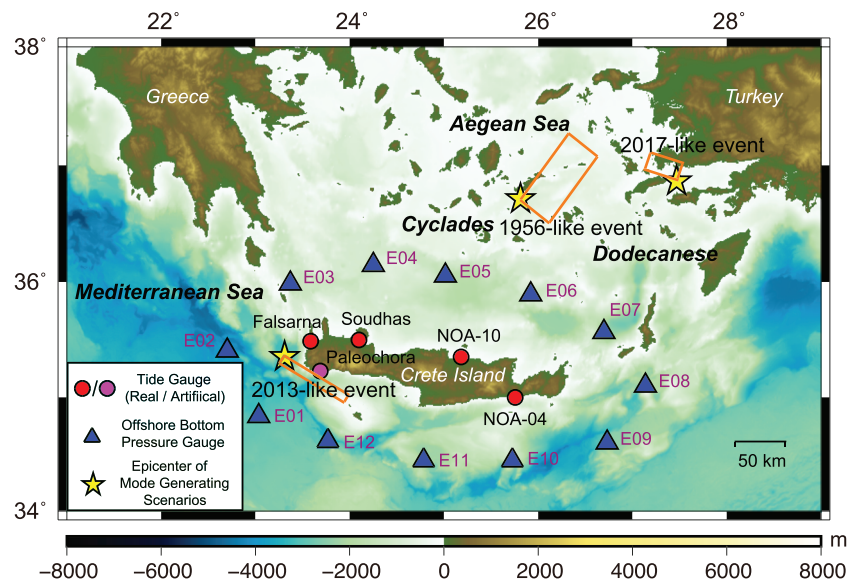 22°
24°
26°
28°
38°
36°
34°
Greece
Turkey
Aegean Sea
2017-like event
Cyclades
1956-like event
Dodecanese
E04
E03
E05
E06
Mediterranean Sea
E07
Falsarna
Soudhas
E02
NOA-10
Paleochora
Crete Island
2013-like event
E08
NOA-04
E01
E12
E09
E11
E10
50 km
Tide Gauge
(Real / Artifiical)
Offshore Bottom
Pressure Gauge
Epicenter of
Mode Generating
Scenarios
m
−8000 −6000 −4000 −2000 0 2000 4000 6000 8000